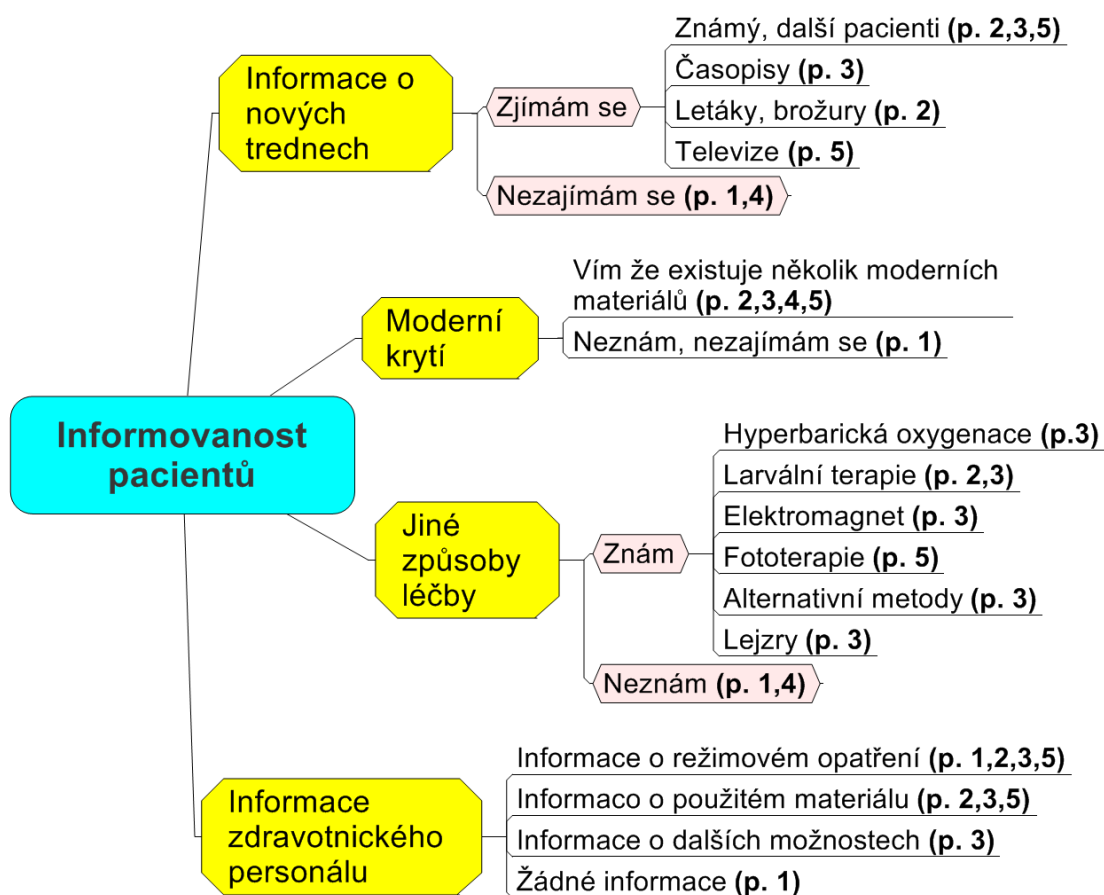 Informovanost
pacientů
Informace o
nových
trednech
Zjímám se
Známý, další pacienti (p. 2,3,5)
Časopisy (p. 3)
Letáky, brožury (p. 2)
Televize (p. 5)
Nezajímám se (p. 1,4)
Moderní
krytí
Vím že existuje několik moderních
materiálů (p. 2,3,4,5)
Neznám, nezajímám se (p. 1)
Jiné
způsoby
léčby
Znám
Hyperbarická oxygenace (p.3)
Larvální terapie (p. 2,3)
Elektromagnet (p. 3)
Fototerapie (p. 5)
Alternativní metody (p. 3)
Lejzry (p. 3)
Neznám (p. 1,4)
Informace
zdravotnického
personálu
Informace o režimovém opatření (p. 1,2,3,5)
Informaco o použitém materiálu (p. 2,3,5)
Informace o dalších možnostech (p. 3)
Žádné informace (p. 1)